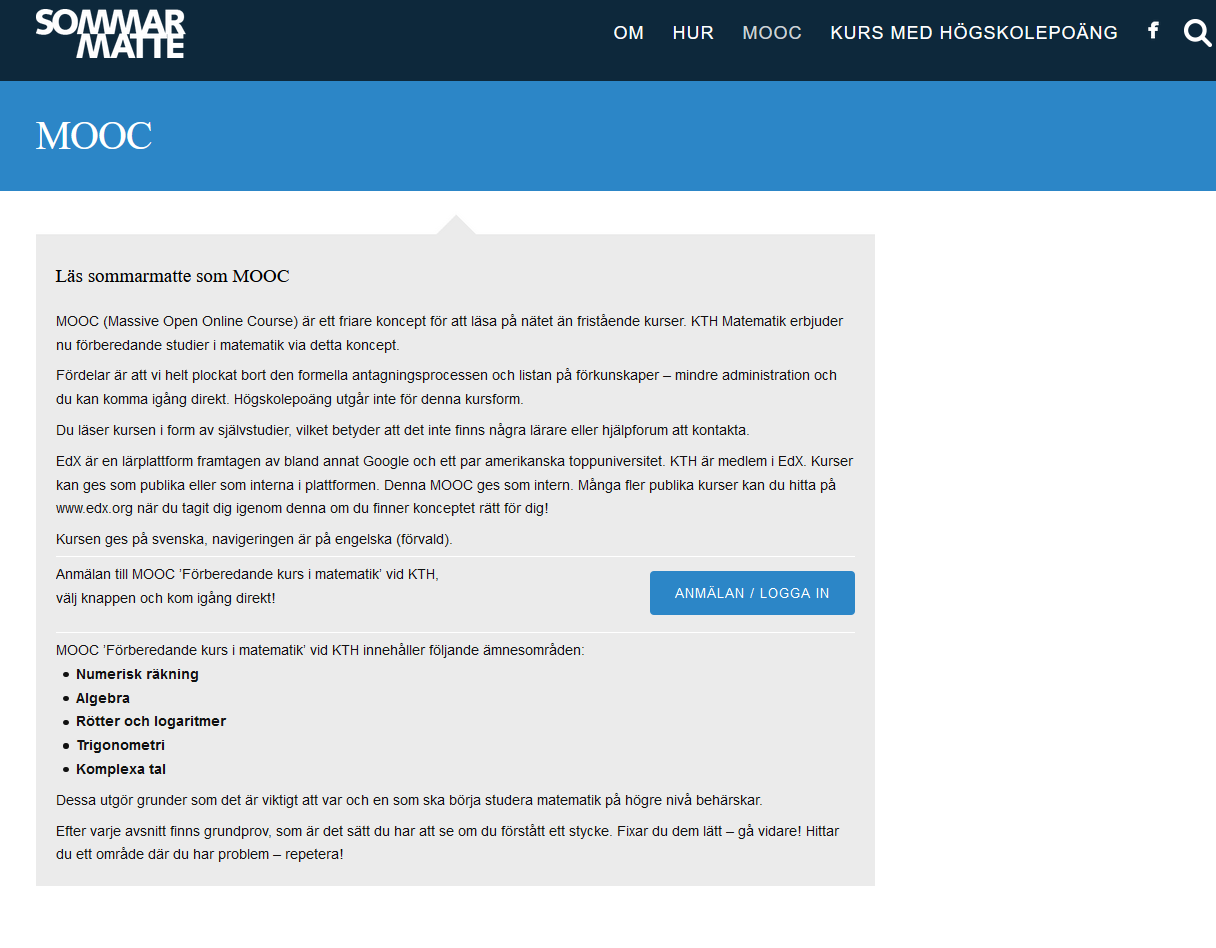 SOMMAR
MATTE
OM HUR MOOC KURS MED HÖGSKOLEPOÄNG f
MOOC
Läs sommarmatte som MOOC
MOOC (Massive Open Online Course) är ett friare koncept för att läsa på nätet än fristående kurser. KTH Matematik erbjuder
nu förberedande studier i matematik via detta koncept.
Fördelar är att vi helt plockat bort den formella antagningsprocessen och listan på förkunskaper – mindre administration och
du kan komma igång direkt. Högskolepoäng utgår inte för denna kursform.
Du läser kursen i form av självstudier, vilket betyder att det inte finns några lärare eller hjälpforum att kontakta.
EdX är en lärplattform framtagen av bland annat Google och ett par amerikanska toppuniversitet. KTH är medlem i EdX. Kurser
kan ges som publika eller som interna i plattformen. Denna MOOC ges som intern. Många fler publika kurser kan du hitta på
www.edx.org när du tagit dig igenom denna om du finner konceptet rätt för dig!
Kursen ges på svenska, navigeringen är på engelska (förvald).
Anmälan till MOOC ’Förberedande kurs i matematik’ vid KTH,
välj knappen och kom igång direkt!
ANMÄLAN / LOGGA IN
MOOC ’Förberedande kurs i matematik’ vid KTH innehåller följande ämnesområden:
• Numerisk räkning
• Algebra
• Rötter och logaritmer
• Trigonometri
• Komplexa tal
Dessa utgör grunder som det är viktigt att var och en som ska börja studera matematik på högre nivå behärskar.
Efter varje avsnitt finns grundprov, som är det sätt du har att se om du förstått ett stycke. Fixar du dem lätt – gå vidare! Hittar
du ett område där du har problem – repetera!